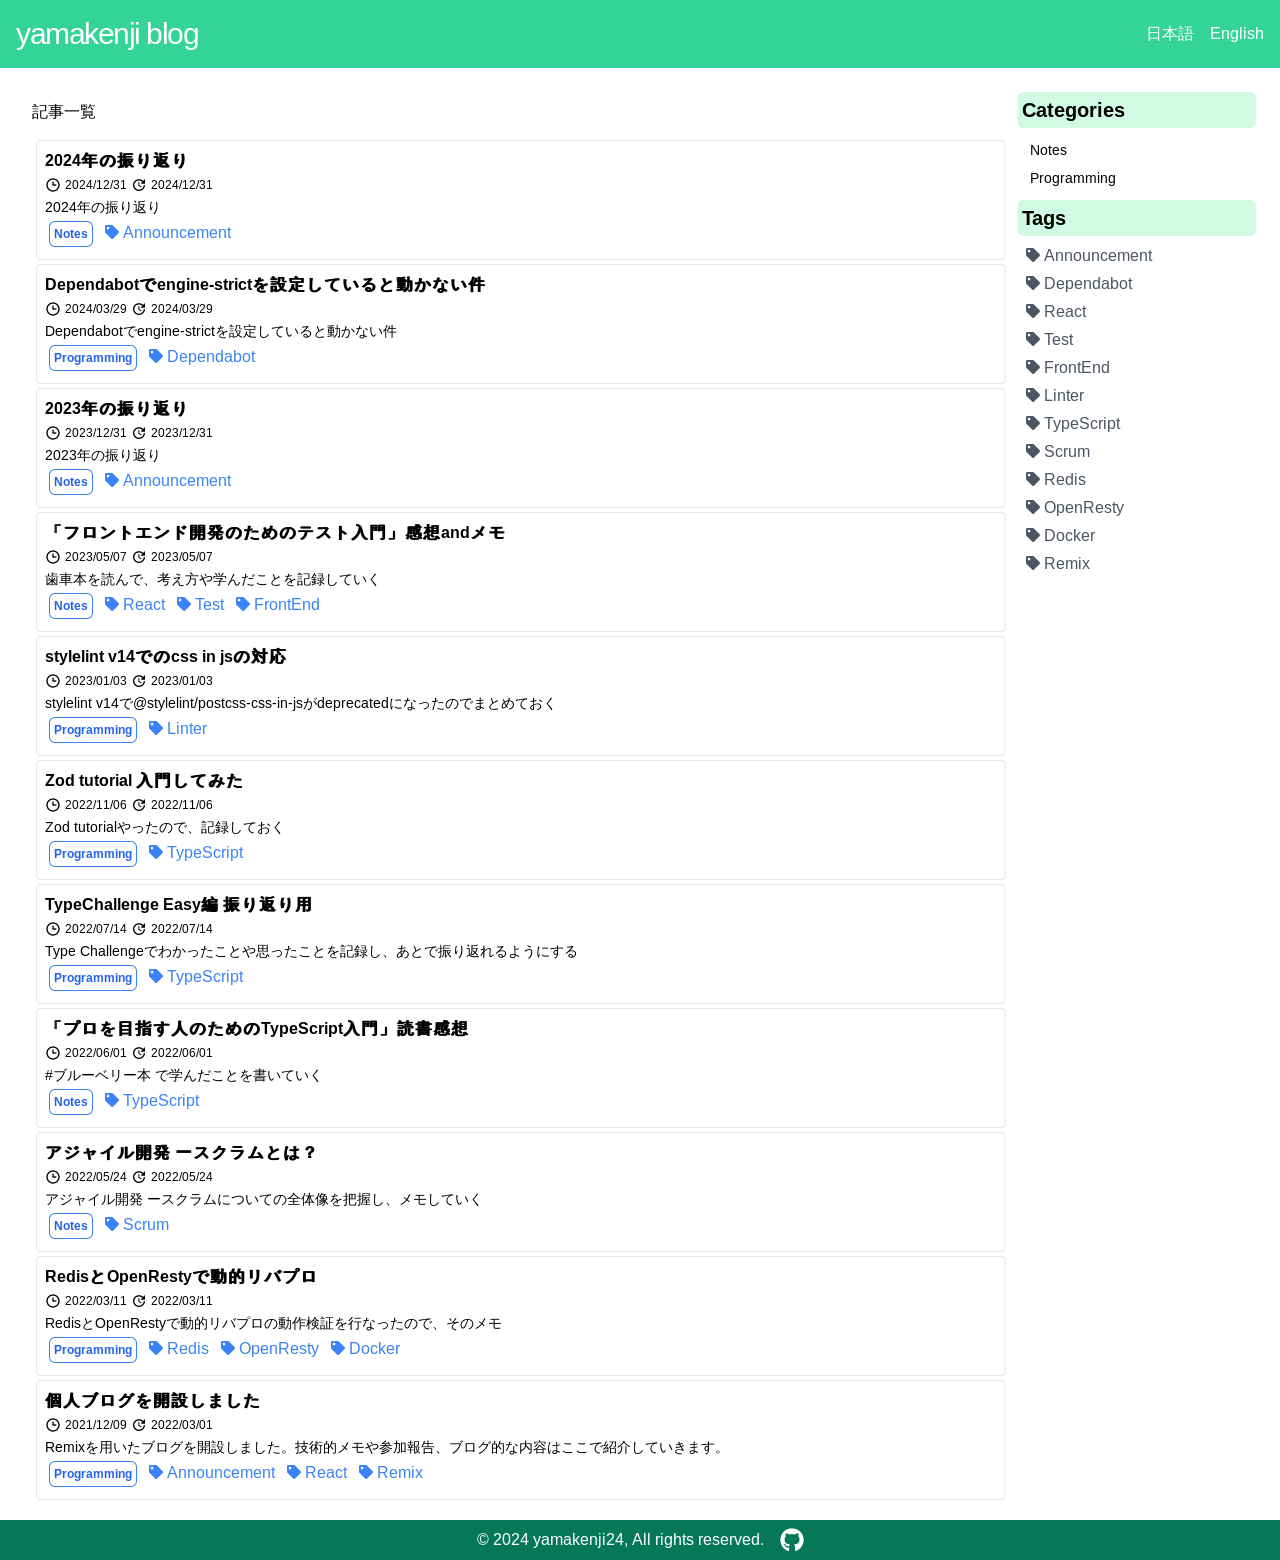 yamakenji blog
日本語 English
記事一覧
2024年の振り返り
2024/12/31 2024/12/31
2024年の振り返り
Notes Announcement
Dependabotでengine-strictを設定していると動かない件
2024/03/29 2024/03/29
Dependabotでengine-strictを設定していると動かない件
Programming Dependabot
2023年の振り返り
2023/12/31 2023/12/31
2023年の振り返り
Notes Announcement
「フロントエンド開発のためのテスト入門」感想andメモ
2023/05/07 2023/05/07
歯車本を読んで、考え方や学んだことを記録していく
Notes React Test FrontEnd
stylelint v14でのcss in jsの対応
2023/01/03 2023/01/03
stylelint v14で@stylelint/postcss-css-in-jsがdeprecatedになったのでまとめておく
Programming Linter
Zod tutorial 入門してみた
2022/11/06 2022/11/06
Zod tutorialやったので、記録しておく
Programming TypeScript
TypeChallenge Easy編 振り返り用
2022/07/14 2022/07/14
Type Challengeでわかったことや思ったことを記録し、あとで振り返れるようにする
Programming TypeScript
「プロを目指す人のためのTypeScript入門」読書感想
2022/06/01 2022/06/01
#ブルーベリー本 で学んだことを書いていく
Notes TypeScript
アジャイル開発 ースクラムとは？
2022/05/24 2022/05/24
アジャイル開発 ースクラムについての全体像を把握し、メモしていく
Notes Scrum
RedisとOpenRestyで動的リバプロ
2022/03/11 2022/03/11
RedisとOpenRestyで動的リバプロの動作検証を行なったので、そのメモ
Programming Redis OpenResty Docker
個人ブログを開設しました
2021/12/09 2022/03/01
Remixを用いたブログを開設しました。技術的メモや参加報告、ブログ的な内容はここで紹介していきます。
Programming Announcement React Remix
Categories
Notes
Programming
Tags
Announcement
Dependabot
React
Test
FrontEnd
Linter
TypeScript
Scrum
Redis
OpenResty
Docker
Remix
© 2024 yamakenji24, All rights reserved.